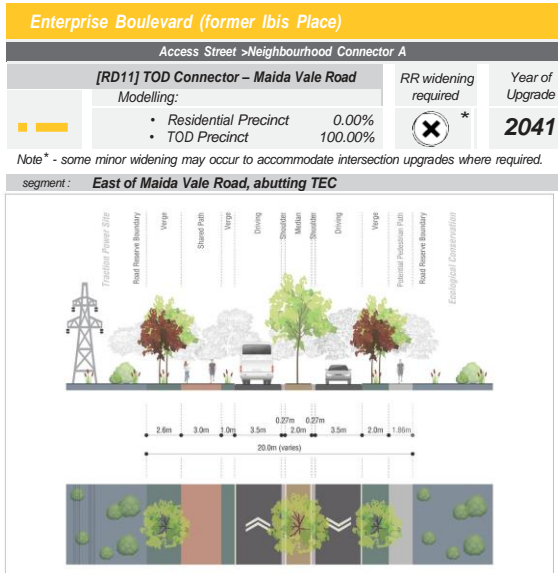 Enterprise Boulevard (former Ibis Place)
Access Street >Neighbourhood Connector A
[RD11] TOD Connector – Maida Vale Road
Modelling:
• Residential Precinct 0.00%
• TOD Precinct 100.00%
RR widening
required
*
Year of
Upgrade
2041
Note* - some minor widening may occur to accommodate intersection upgrades where required.
segment : East of Maida Vale Road, abutting TEC
Traction Power Site
Road Reserve Boundary
Verge
Shared Path
Verge
Driving
Shoulder
Median
Shoulder
Driving
Verge
Potential Pedestrian Path
Road Reserve Boundary
Ecological Conservation
0.27m 0.27m
2.6m 3.0m 1.0m 3.5m 2.0m 3.5m 2.0m 1.86m
20.0m (varies)